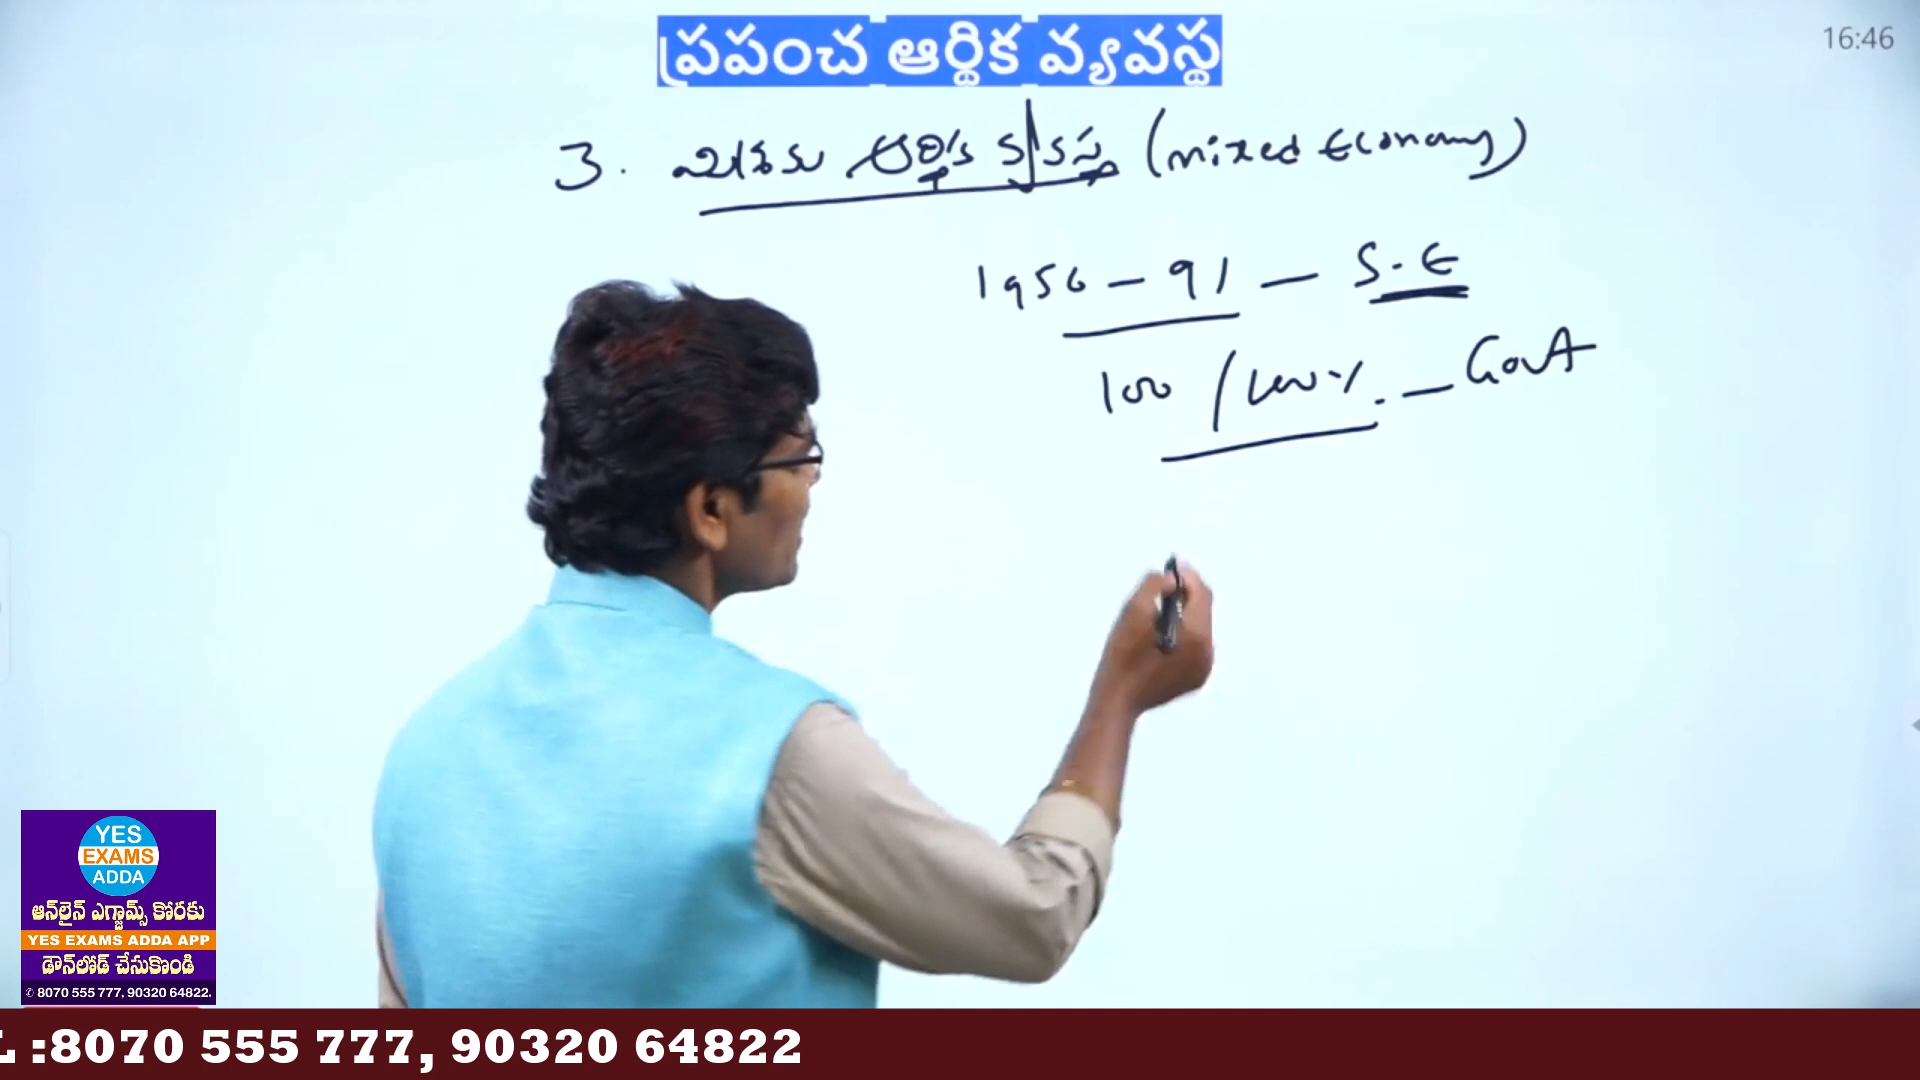 ప్రపంచ ఆర్థిక వ్యవస్థ
16:46
3. మిశ్రమ ఆర్థిక వ్యవస్థ (mixed Economy)
1956 - 91 - S.E
100 / 100%. - Govt
YES
EXAMS
ADDA
ఆన్‌లైన్ ఎగ్జామ్స్ కొరకు
YES EXAMS ADDA APP
డౌన్‌లోడ్ చేసుకొండి
✆ 8070 555 777, 90320 64822.
:8070 555 777, 90320 64822